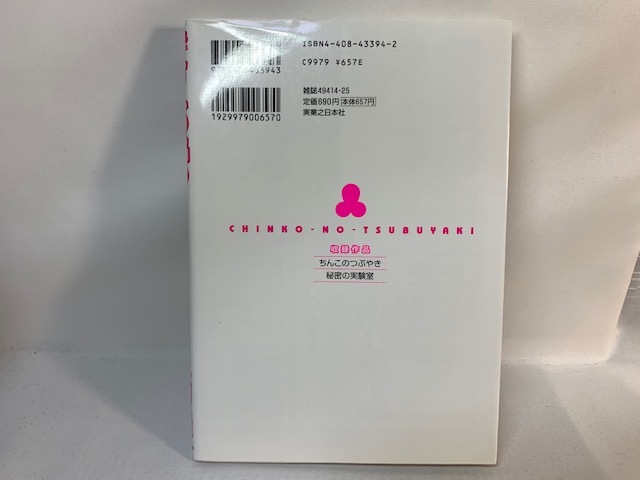 ISBN4-408-43394-2
C9979 ¥657E
雑誌49414-25
定価690円 本体657円
実業之日本社
1929979006570
CHINKO-NO-TSUBUYAKI
収録作品
ちんこのつぶやき
秘密の実験室